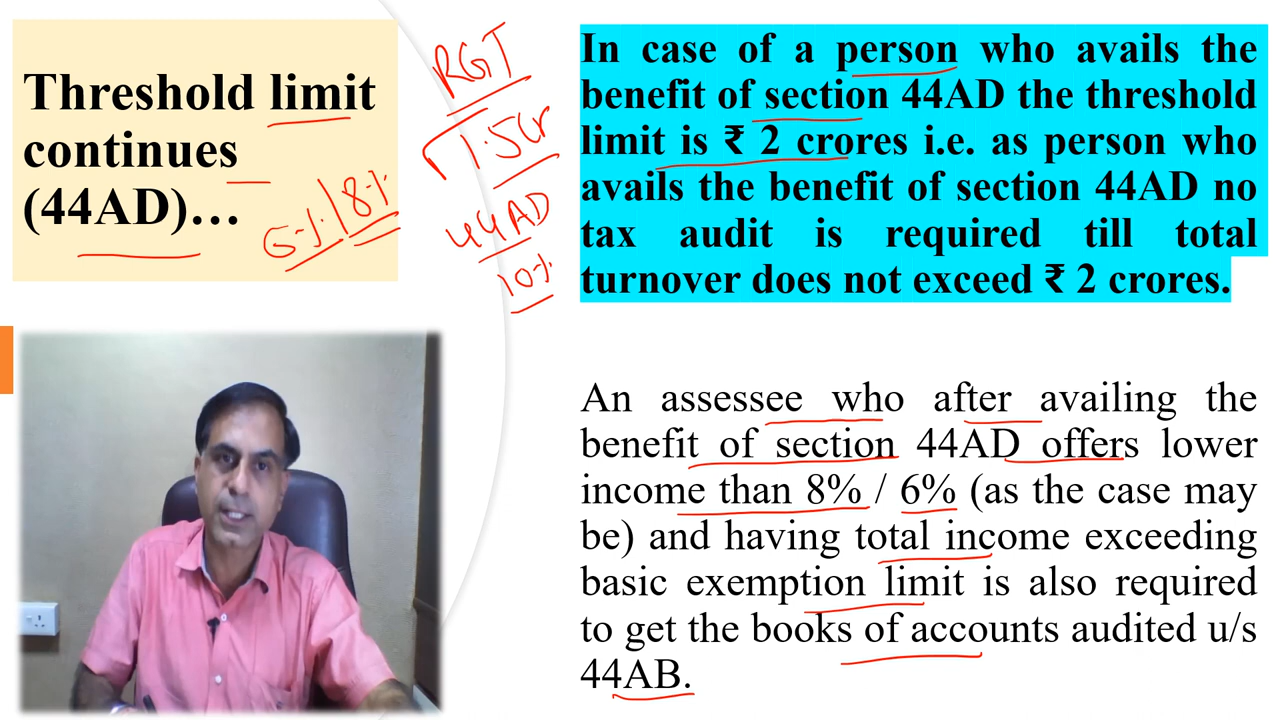 Threshold limit
continues
(44AD)...
6% / 8%
RGT
1.5Cr
44AD
10%
In case of a person who avails the
benefit of section 44AD the threshold
limit is ₹ 2 crores i.e. as person who
avails the benefit of section 44AD no
tax audit is required till total
turnover does not exceed ₹ 2 crores.
An assessee who after availing the
benefit of section 44AD offers lower
income than 8% / 6% (as the case may
be) and having total income exceeding
basic exemption limit is also required
to get the books of accounts audited u/s
44AB.